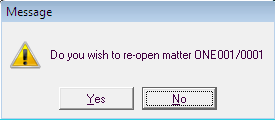 Message
Do you wish to re-open matter ONE001/0001
Yes
No